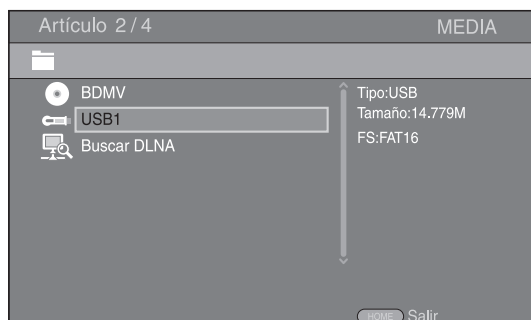 Artículo 2/4
MEDIA
BDMV
USB1
Buscar DLNA
Tipo:USB
Tamaño:14.779M
FS:FAT16
HOME Salir